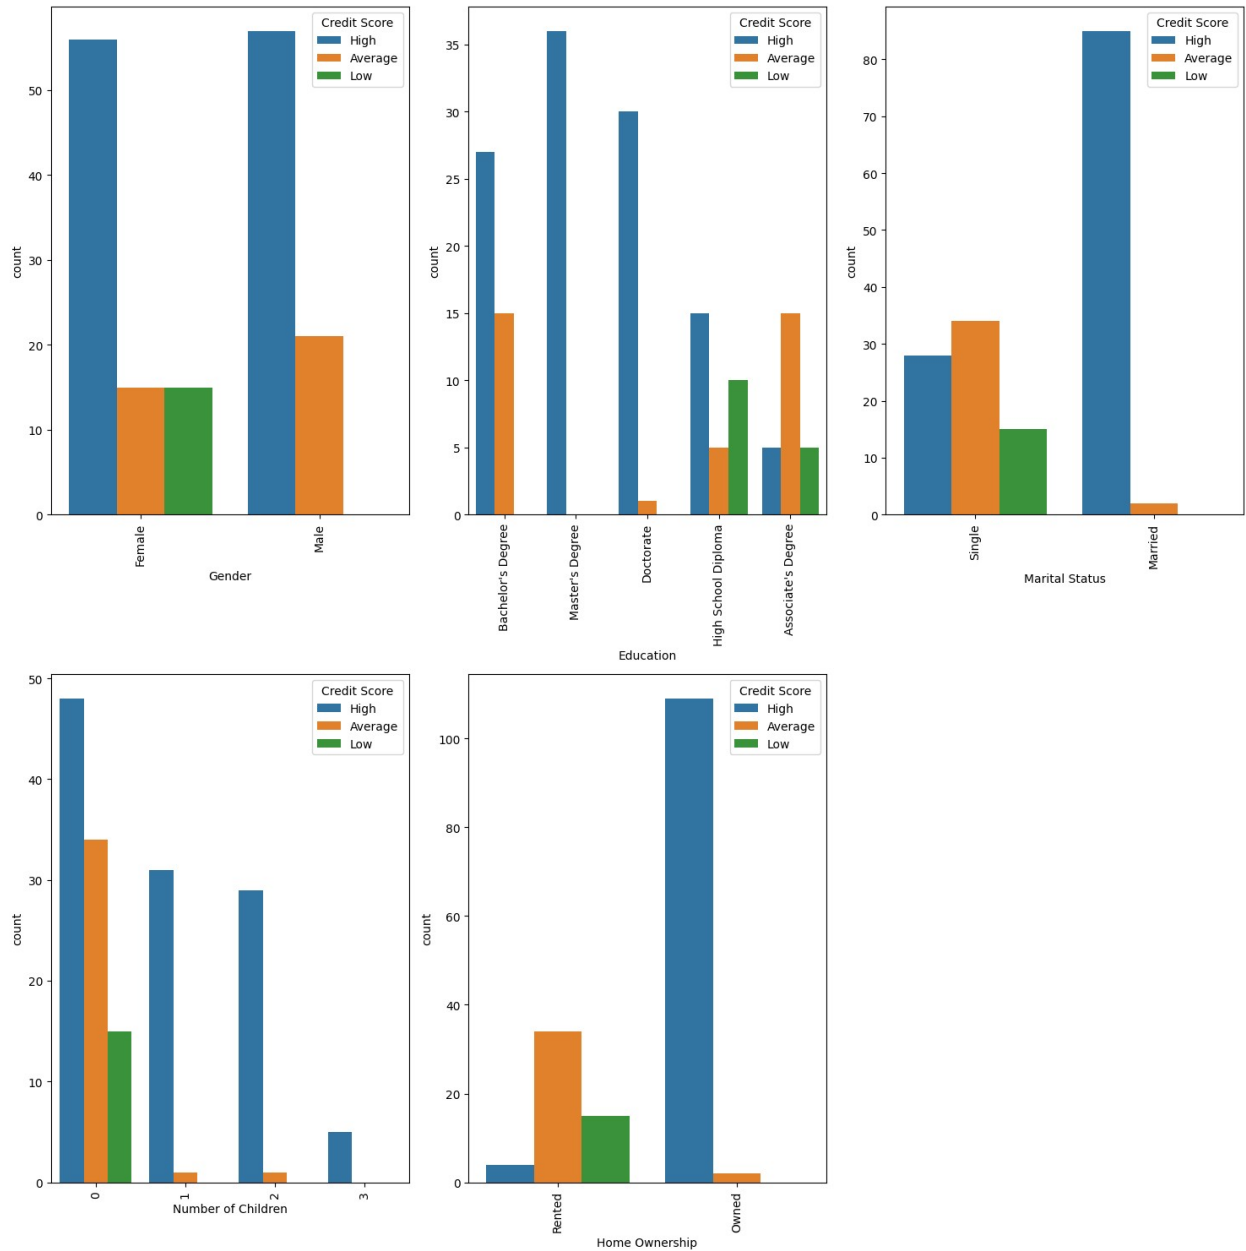 Credit Score
High
Average
Low
50
40
30
20
10
0
count
Female
Male
Gender
Credit Score
High
Average
Low
35
30
25
20
15
10
5
0
count
Bachelor's Degree
Master's Degree
Doctorate
High School Diploma
Associate's Degree
Education
Credit Score
High
Average
Low
80
70
60
50
40
30
20
10
0
count
Single
Married
Marital Status
Credit Score
High
Average
Low
50
40
30
20
10
0
count
0
1
2
3
Number of Children
Credit Score
High
Average
Low
100
80
60
40
20
0
count
Rented
Owned
Home Ownership